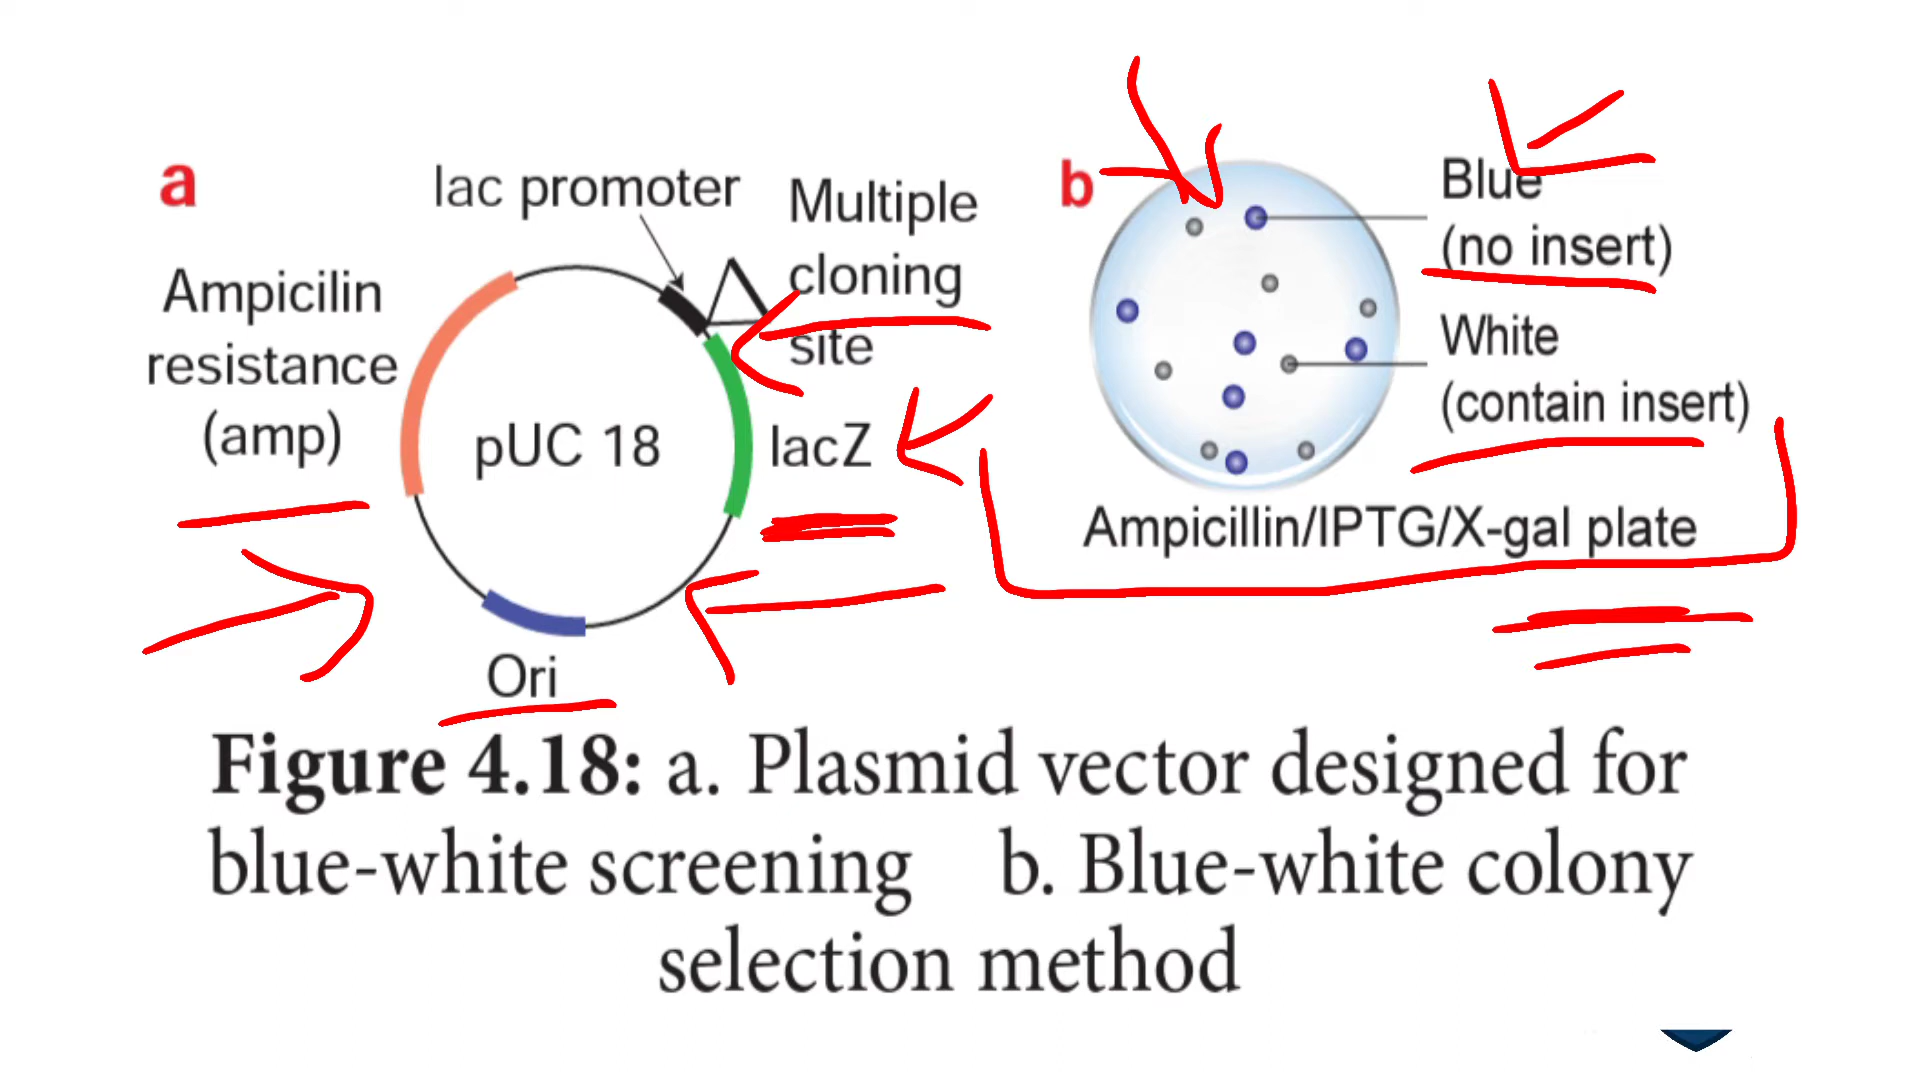 a
lac promoter
Multiple
cloning
site
Ampicilin
resistance
(amp)
pUC 18
lacZ
Ori
b
Blue
(no insert)
White
(contain insert)
Ampicillin/IPTG/X-gal plate
Figure 4.18: a. Plasmid vector designed for
blue-white screening b. Blue-white colony
selection method